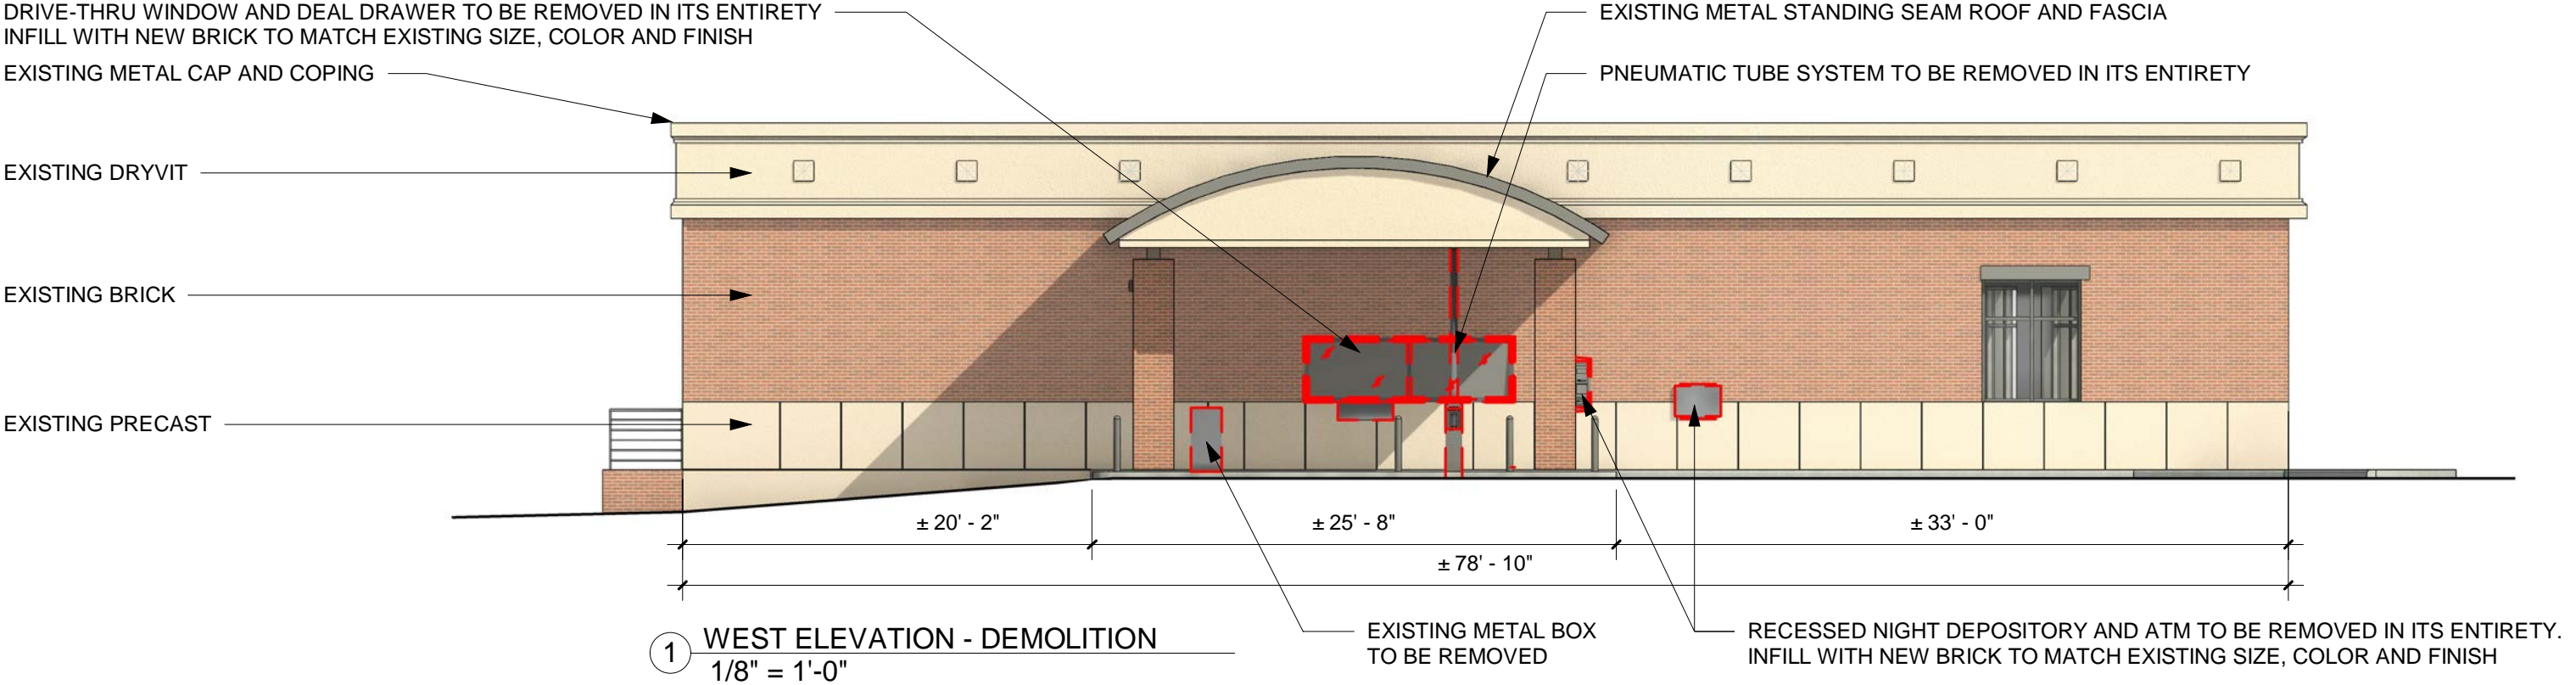 DRIVE-THRU WINDOW AND DEAL DRAWER TO BE REMOVED IN ITS ENTIRETY
INFILL WITH NEW BRICK TO MATCH EXISTING SIZE, COLOR AND FINISH
EXISTING METAL CAP AND COPING
EXISTING DRYVIT
EXISTING BRICK
EXISTING PRECAST
EXISTING METAL STANDING SEAM ROOF AND FASCIA
PNEUMATIC TUBE SYSTEM TO BE REMOVED IN ITS ENTIRETY
± 20' - 2"
± 25' - 8"
± 33' - 0"
± 78' - 10"
1
WEST ELEVATION - DEMOLITION
1/8" = 1'-0"
EXISTING METAL BOX
TO BE REMOVED
RECESSED NIGHT DEPOSITORY AND ATM TO BE REMOVED IN ITS ENTIRETY.
INFILL WITH NEW BRICK TO MATCH EXISTING SIZE, COLOR AND FINISH